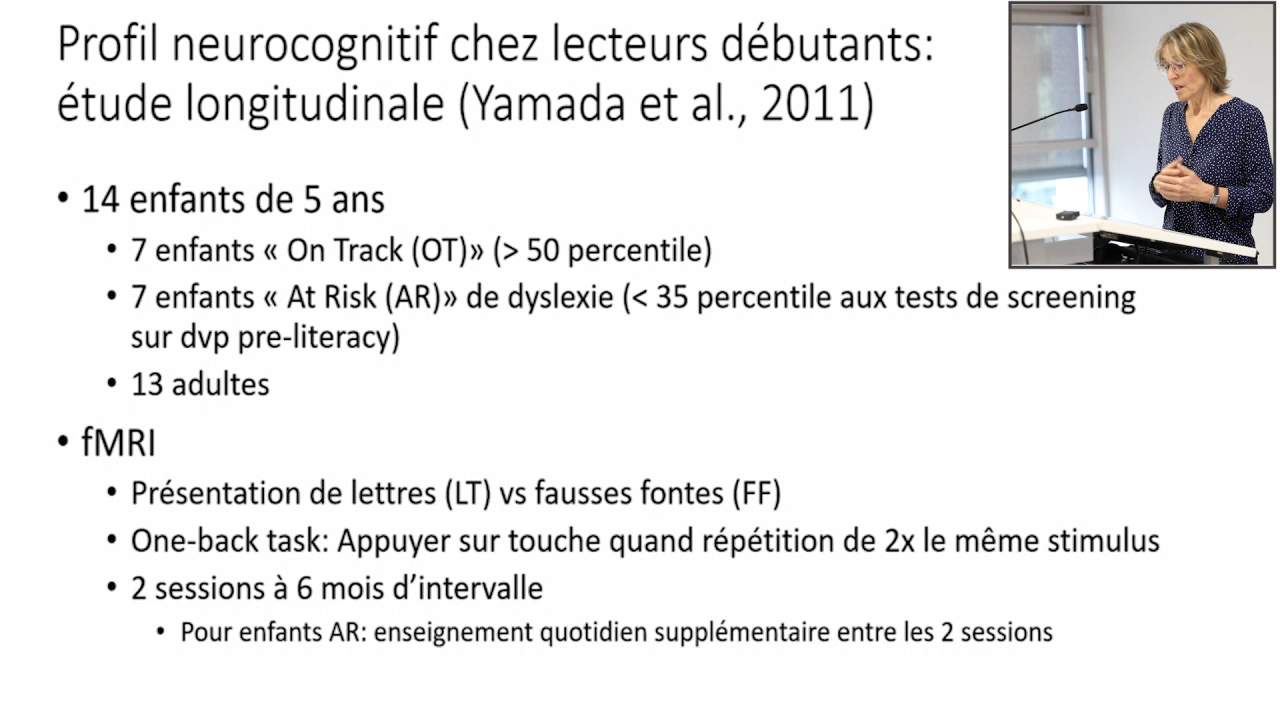 Profil neurocognitif chez lecteurs débutants:
étude longitudinale (Yamada et al., 2011)
• 14 enfants de 5 ans
• 7 enfants « On Track (OT)» (> 50 percentile)
• 7 enfants « At Risk (AR)» de dyslexie (< 35 percentile aux tests de screening
sur dvp pre-literacy)
• 13 adultes
• fMRI
• Présentation de lettres (LT) vs fausses fontes (FF)
• One-back task: Appuyer sur touche quand répétition de 2x le même stimulus
• 2 sessions à 6 mois d’intervalle
• Pour enfants AR: enseignement quotidien supplémentaire entre les 2 sessions